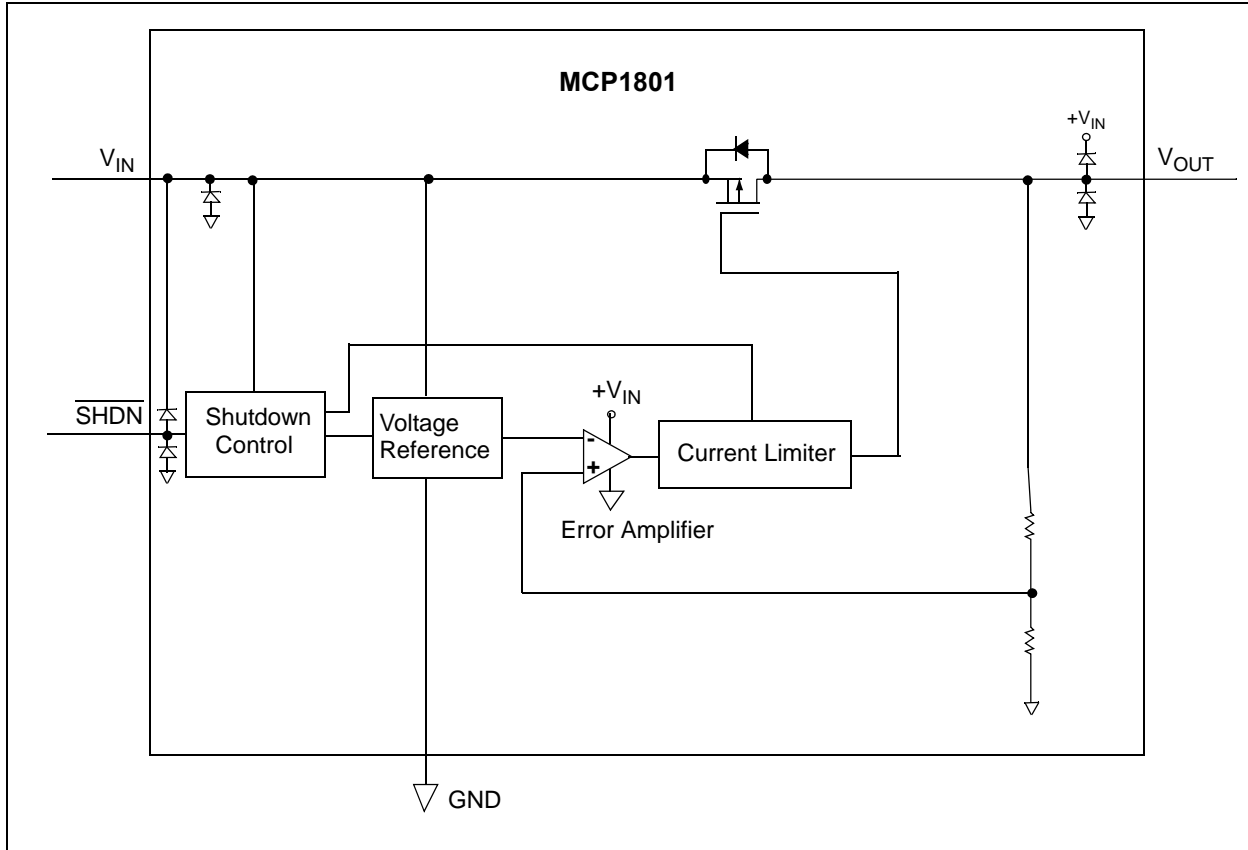 MCP1801
+VIN
VIN
VOUT
SHDN
Shutdown
Control
Voltage
Reference
+VIN
-
+
Current Limiter
Error Amplifier
GND